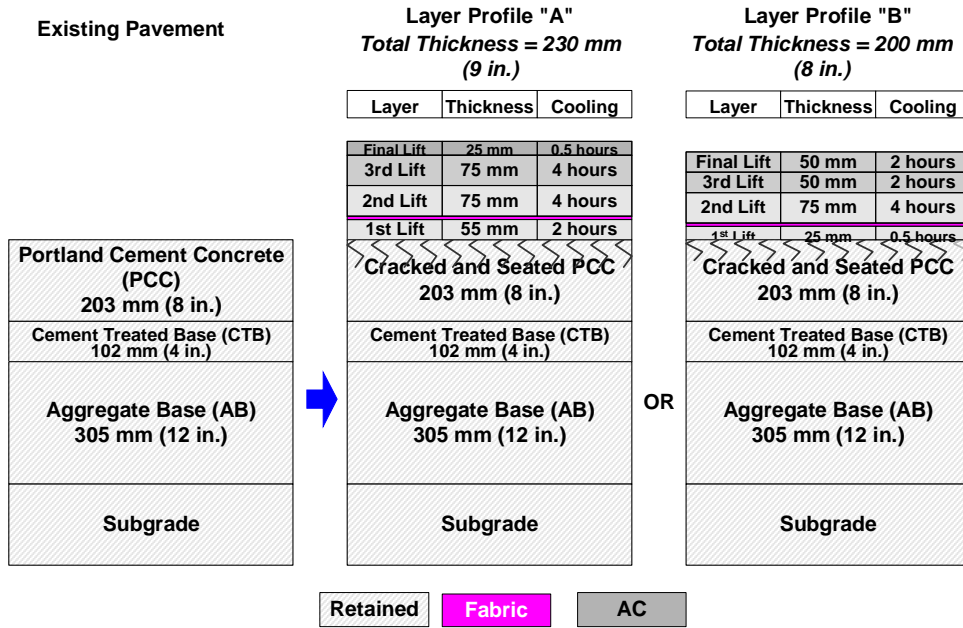 Existing Pavement
Layer Profile "A"
Total Thickness = 230 mm
(9 in.)
Layer Profile "B"
Total Thickness = 200 mm
(8 in.)
Layer Thickness Cooling
Final Lift 25 mm 0.5 hours
3rd Lift 75 mm 4 hours
2nd Lift 75 mm 4 hours
1st Lift 55 mm 2 hours
Layer Thickness Cooling
Final Lift 50 mm 2 hours
3rd Lift 50 mm 2 hours
2nd Lift 75 mm 4 hours
1st Lift 25 mm 0.5 hours
Portland Cement Concrete
(PCC)
203 mm (8 in.)
Cement Treated Base (CTB)
102 mm (4 in.)
Aggregate Base (AB)
305 mm (12 in.)
Subgrade
Cracked and Seated PCC
203 mm (8 in.)
Cement Treated Base (CTB)
102 mm (4 in.)
Aggregate Base (AB)
305 mm (12 in.)
Subgrade
OR
Cracked and Seated PCC
203 mm (8 in.)
Cement Treated Base (CTB)
102 mm (4 in.)
Aggregate Base (AB)
305 mm (12 in.)
Subgrade
Retained
Fabric
AC